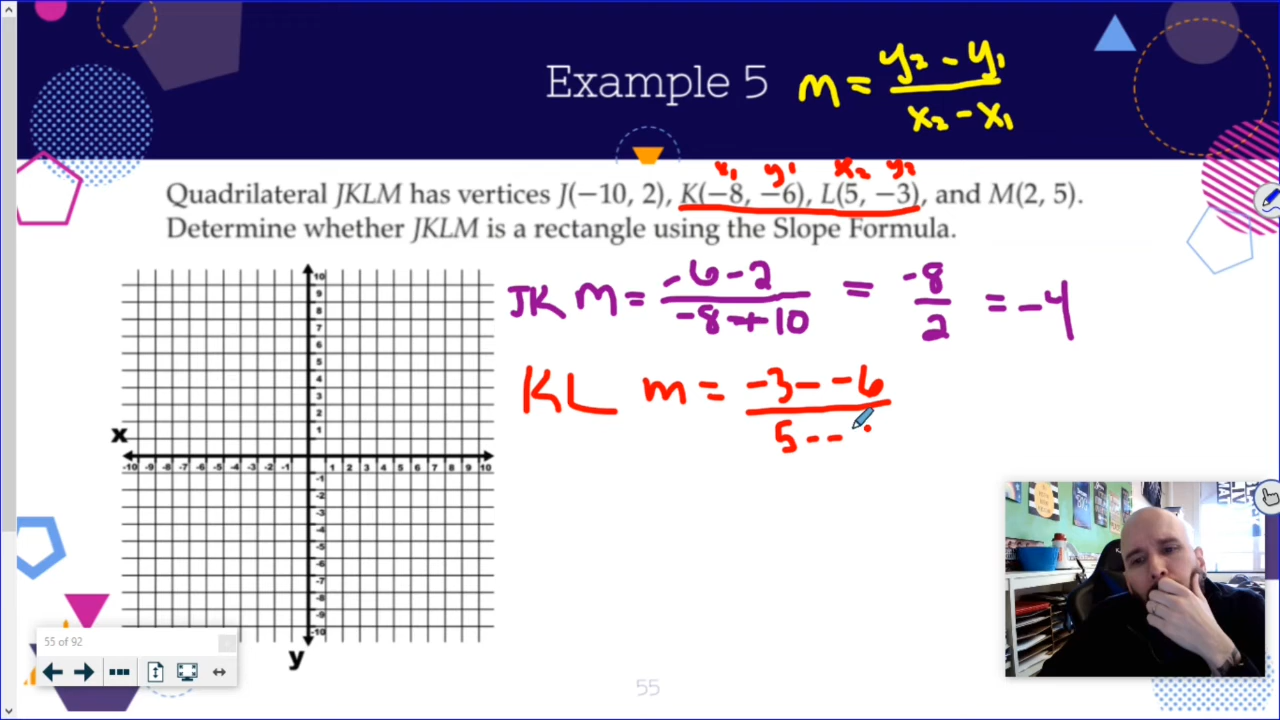 Example 5 m = y₂ - y₁ / x₂ - x₁
x₁ y₁ x₂ y₂
Quadrilateral JKLM has vertices J(−10, 2), K(−8, −6), L(5, −3), and M(2, 5).
Determine whether JKLM is a rectangle using the Slope Formula.
JK m = -6 - 2 / -8 + 10 = -8 / 2 = -4
KL m = -3 - -6 / 5 - -
10
9
8
7
6
5
4
3
2
1
x
-10 -9 -8 -7 -6 -5 -4 -3 -2 -1 1 2 3 4 5 6 7 8 9 10
-1
-2
-3
-4
-5
-6
-7
-8
-9
-10
y
55 of 92
55